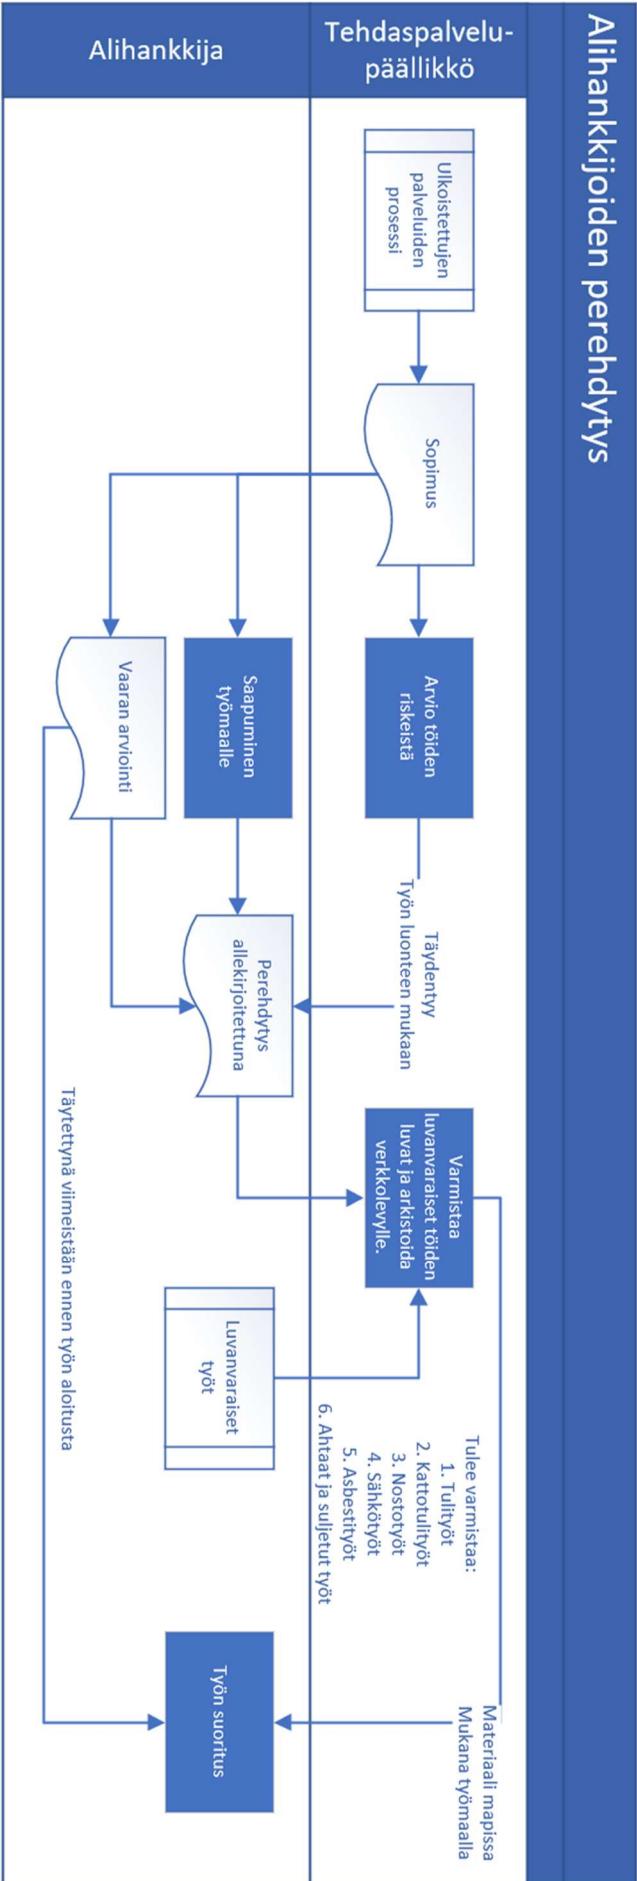 Alihankkijoiden perehdytys
Tehdaspalvelu-
päällikkö
Alihankkija
Ulkoistettujen
palveluiden
prosessi
Sopimus
Arvio töiden
riskeistä
Täydentyy
Työn luonteen mukaan
Saapuminen
työmaalle
Vaaran arviointi
Perehdytys
allekirjoitettuna
Varmistaa
luvanvaraiset töiden
luvat ja arkistoida
verkkolevylle.
Luvanvaraiset
työt
Tulee varmistaa:
1. Tulityöt
2. Kattotulityöt
3. Nostotyöt
4. Sähkötyöt
5. Asbestityöt
6. Ahtaat ja suljetut työt
Materiaali mapissa
Mukana työmaalla
Täytettynä viimeistään ennen työn aloitusta
Työn suoritus